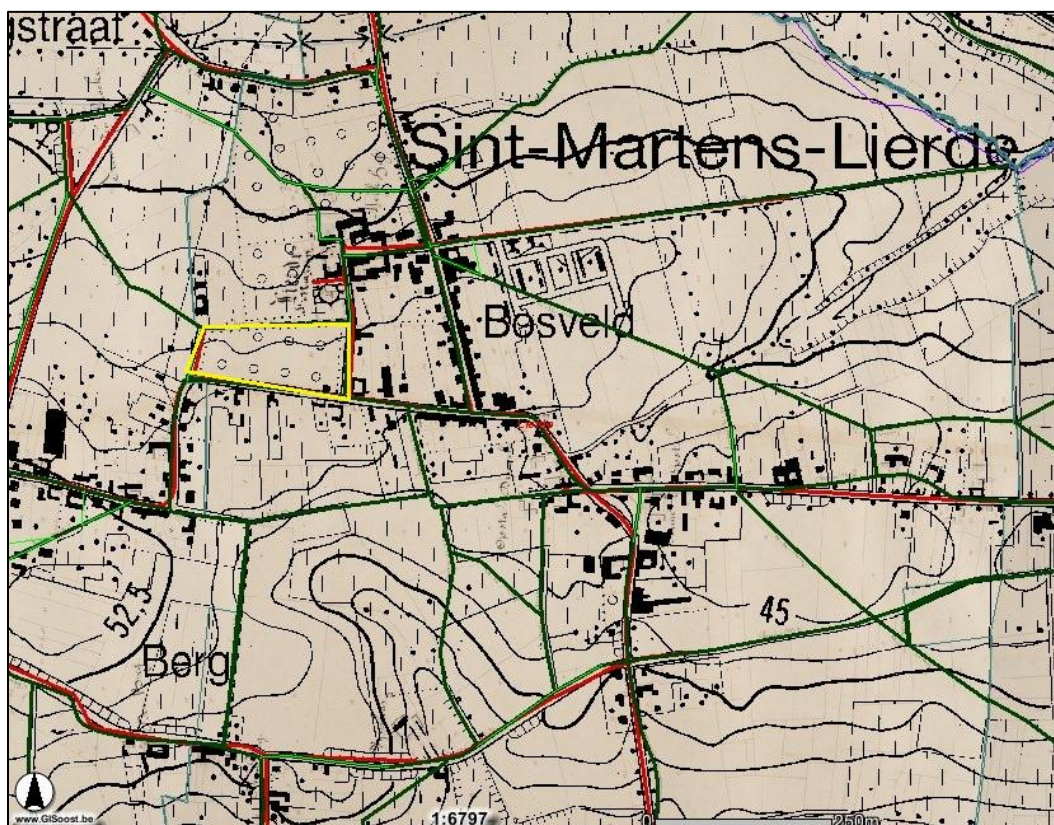 gstraat
Sint-Martens-Lierde
Bosveld
52,5
45
Berg
www.GISoost.be
1:6797
0
250m